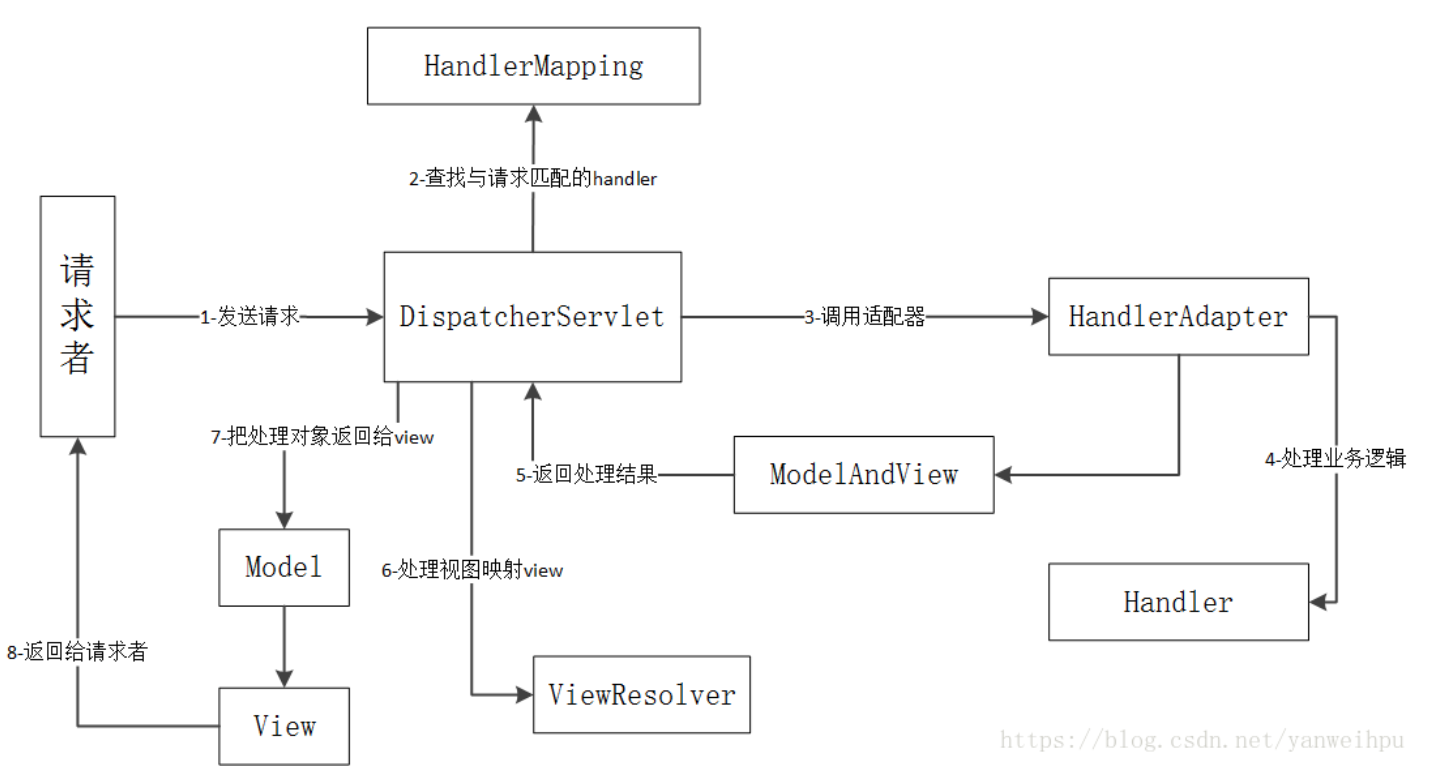 HandlerMapping
2-查找与请求匹配的handler
请
求
者
1-发送请求
DispatcherServlet
3-调用适配器
HandlerAdapter
7-把处理对象返回给view
5-返回处理结果
ModelAndView
4-处理业务逻辑
Model
6-处理视图映射view
Handler
8-返回给请求者
ViewResolver
View
https://blog.csdn.net/yanweihpu